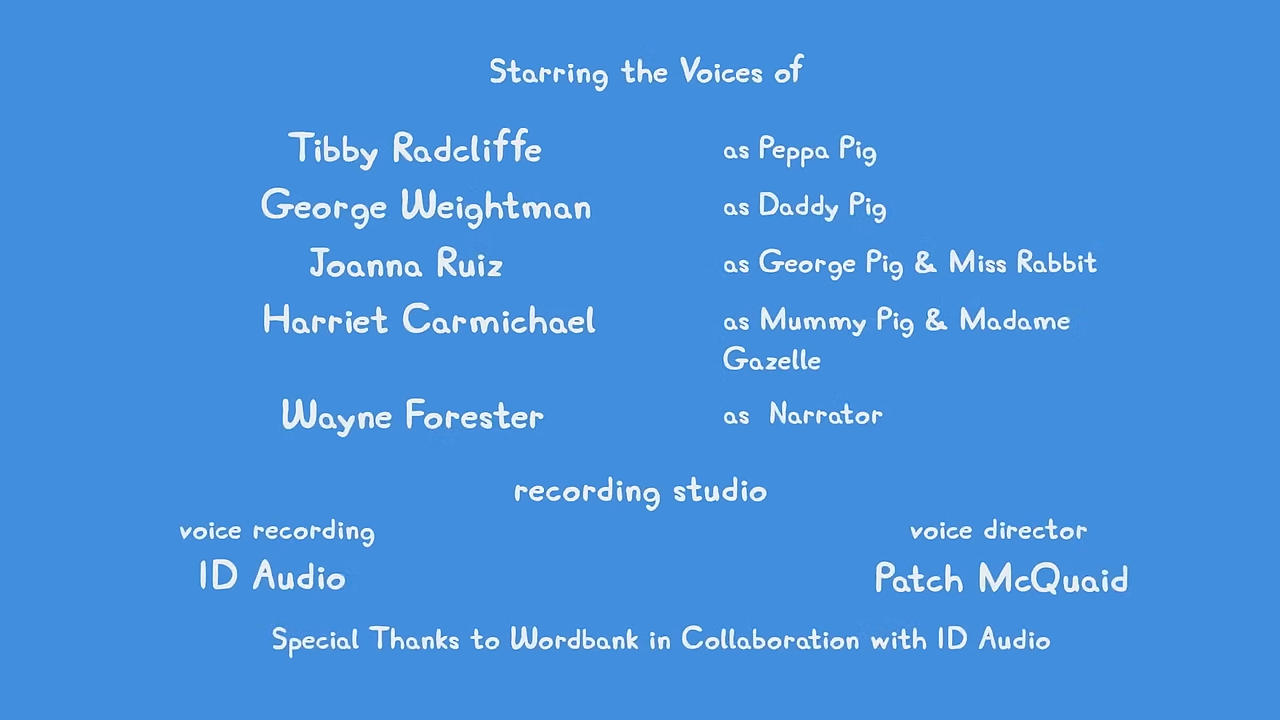 Starring the Voices of
Tibby Radcliffe as Peppa Pig
George Weightman as Daddy Pig
Joanna Ruiz as George Pig & Miss Rabbit
Harriet Carmichael as Mummy Pig & Madame
Gazelle
Wayne Forester as Narrator
recording studio
voice recording voice director
ID Audio Patch McQuaid
Special Thanks to Wordbank in Collaboration with ID Audio